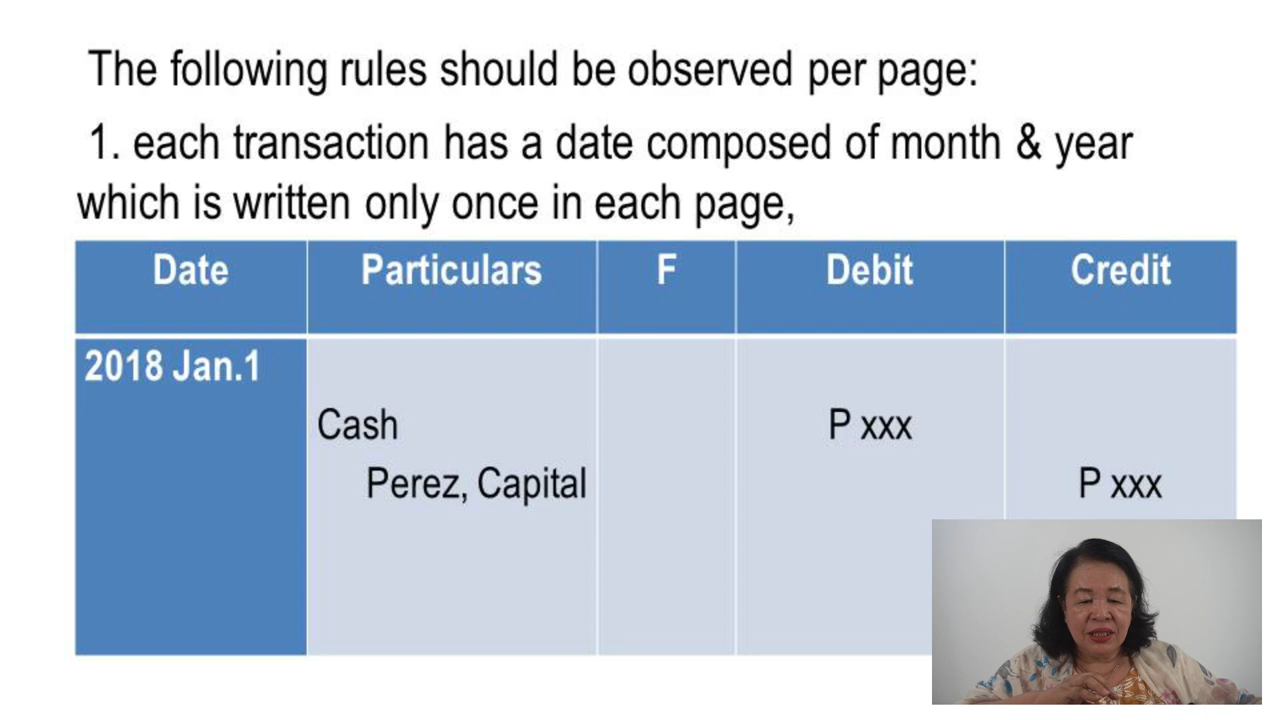 The following rules should be observed per page:
1. each transaction has a date composed of month & year
which is written only once in each page,
Date Particulars F Debit Credit
2018 Jan.1
Cash P xxx
Perez, Capital P xxx